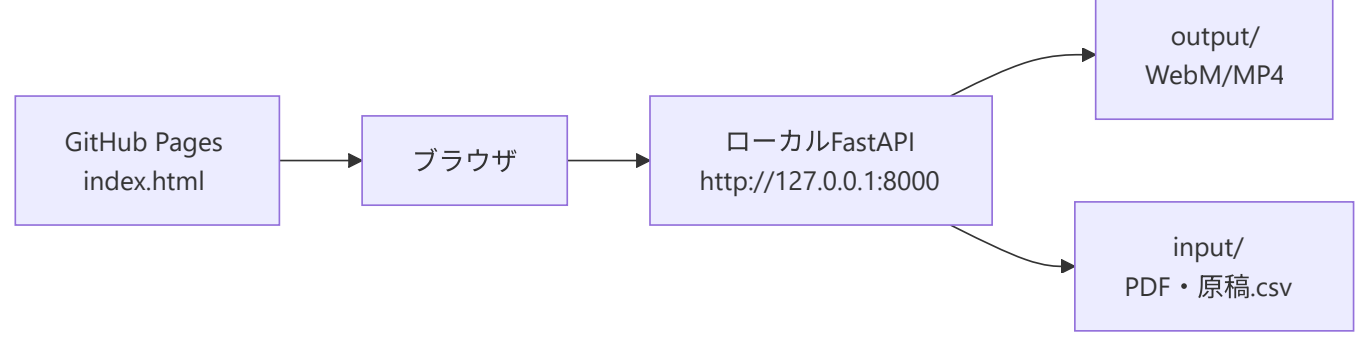 GitHub Pages
index.html
ブラウザ
ローカルFastAPI
http://127.0.0.1:8000
output/
WebM/MP4
input/
PDF・原稿.csv